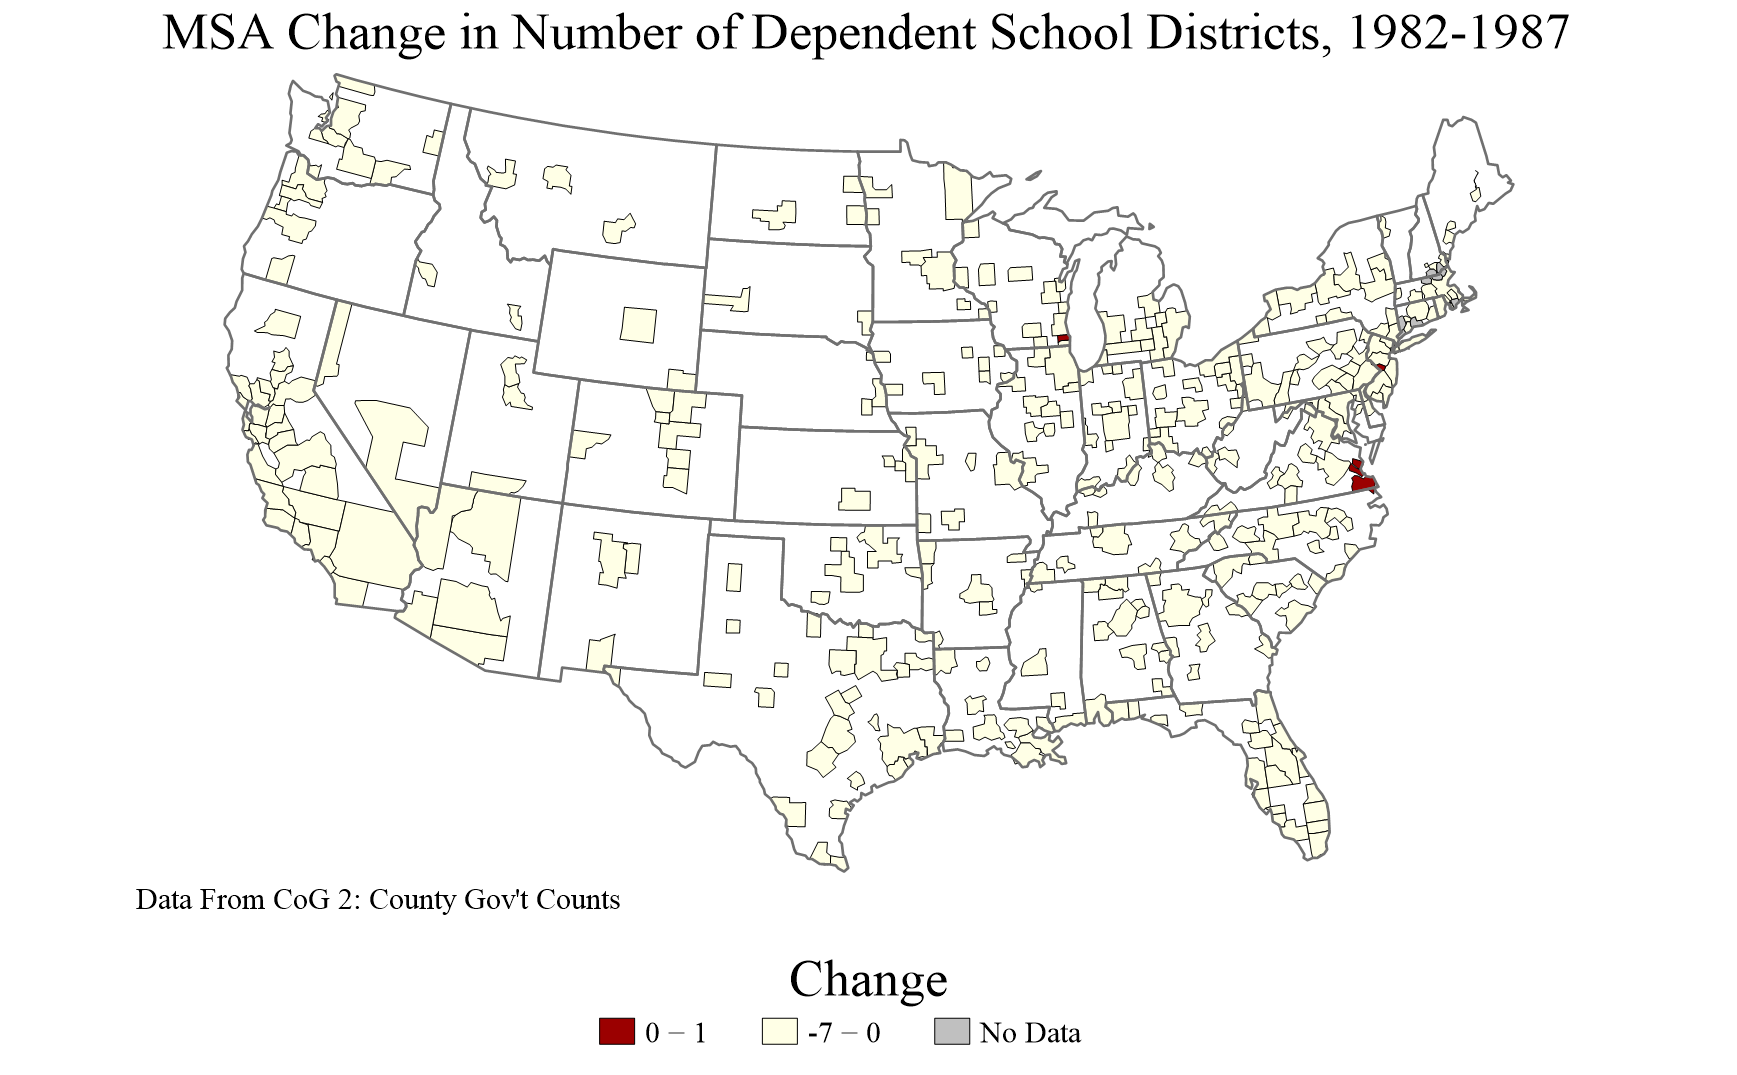 MSA Change in Number of Dependent School Districts, 1982-1987
Data From CoG 2: County Gov't Counts
Change
0 – 1
-7 – 0
No Data